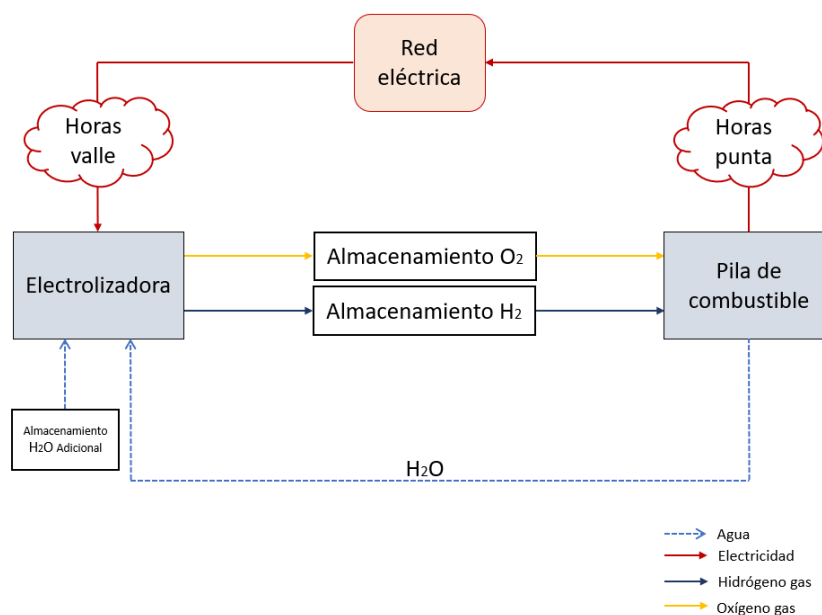 Red
eléctrica
Horas
valle
Horas
punta
Electrolizadora
Almacenamiento O2
Almacenamiento H2
Pila de
combustible
Almacenamiento
H2O Adicional
H2O
Agua
Electricidad
Hidrógeno gas
Oxígeno gas